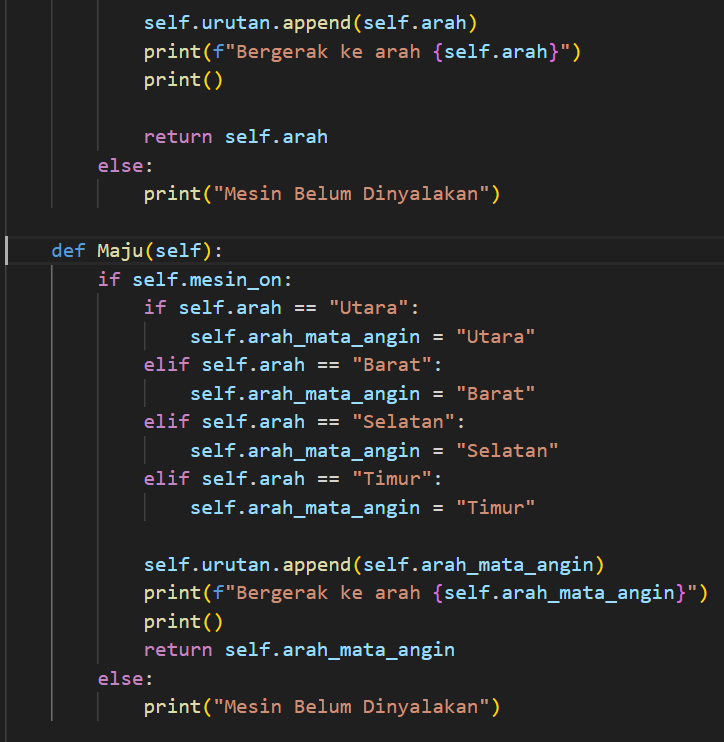 self.urutan.append(self.arah)
print(f"Bergerak ke arah {self.arah}")
print()
return self.arah
else:
print("Mesin Belum Dinyalakan")
def Maju(self):
if self.mesin_on:
if self.arah == "Utara":
self.arah_mata_angin = "Utara"
elif self.arah == "Barat":
self.arah_mata_angin = "Barat"
elif self.arah == "Selatan":
self.arah_mata_angin = "Selatan"
elif self.arah == "Timur":
self.arah_mata_angin = "Timur"
self.urutan.append(self.arah_mata_angin)
print(f"Bergerak ke arah {self.arah_mata_angin}")
print()
return self.arah_mata_angin
else:
print("Mesin Belum Dinyalakan")